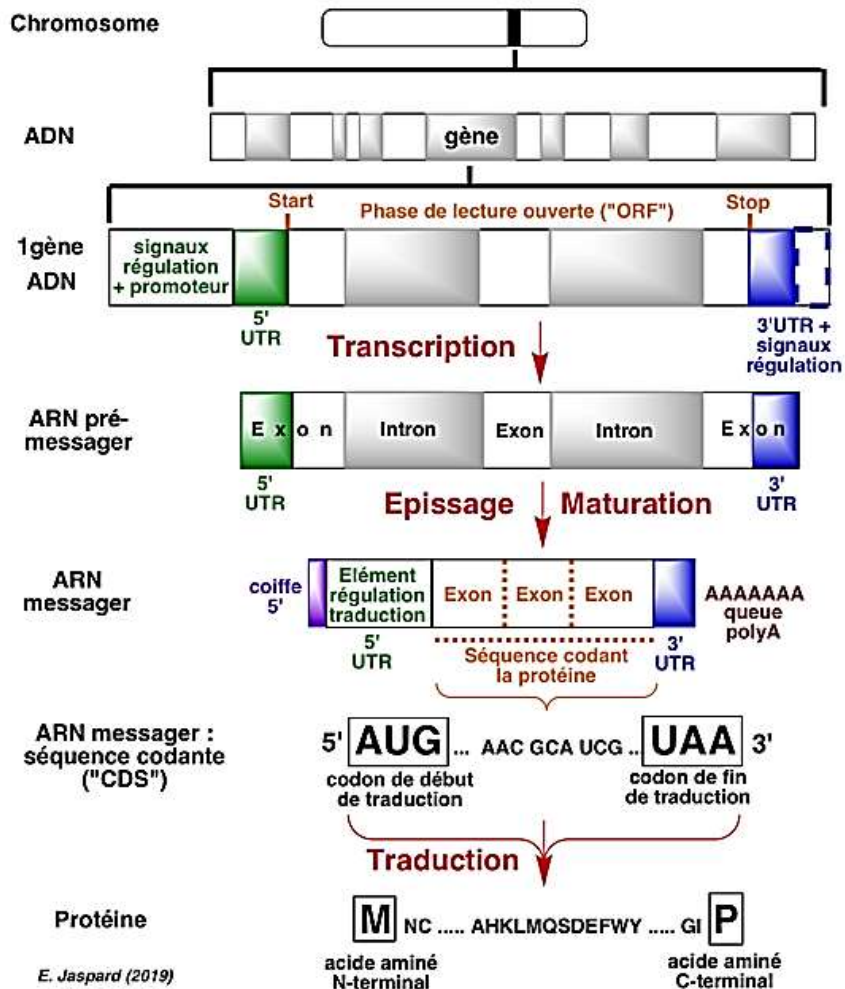 Chromosome
ADN
gène
Start
Phase de lecture ouverte ("ORF")
Stop
1gène
ADN
signaux
régulation
+ promoteur
5'
UTR
3'UTR +
signaux
régulation
Transcription
ARN pré-
messager
Exon
Intron
Exon
Intron
Exon
5'
UTR
3'
UTR
Epissage
Maturation
ARN
messager
coiffe
5'
Elément
régulation
traduction
Exon
Exon
Exon
AAAAAAA
queue
polyA
5'
UTR
Séquence codant
la protéine
3'
UTR
ARN messager :
séquence codante
("CDS")
5' AUG ... AAC GCA UCG ... UAA 3'
codon de début
de traduction
codon de fin
de traduction
Traduction
Protéine
M NC ..... AHKLMQSDEFWY ..... GI P
acide aminé
N-terminal
acide aminé
C-terminal
E. Jaspard (2019)